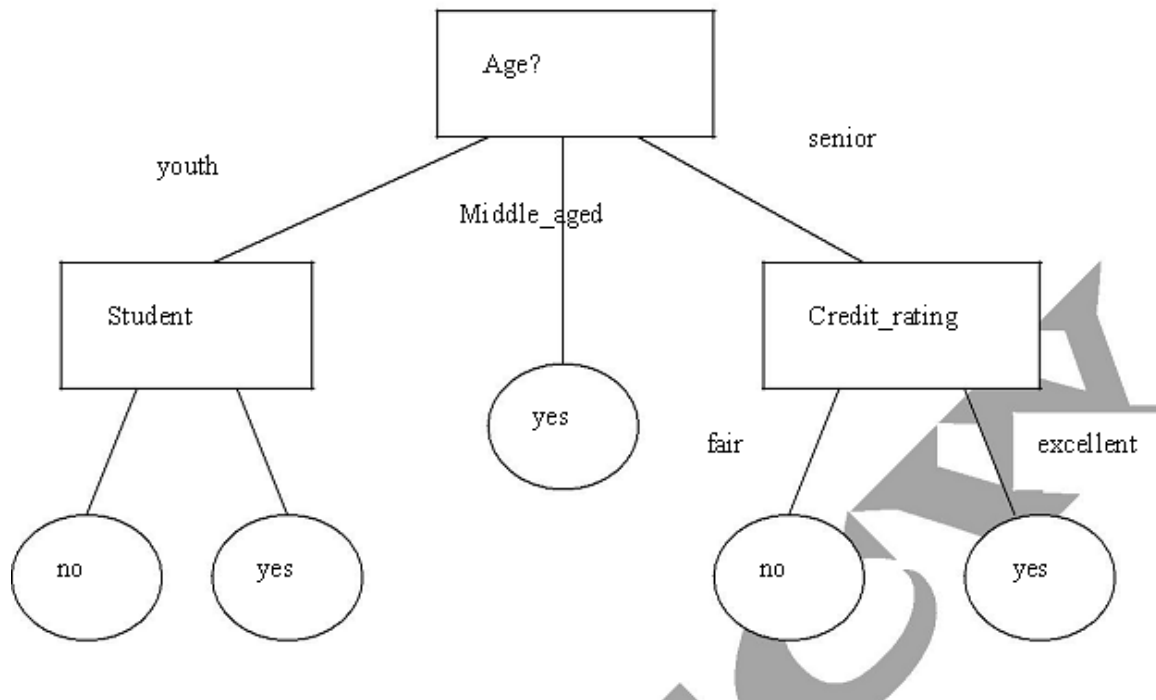 Age?
youth
senior
Middle_aged
Student
Credit_rating
yes
fair
excellent
no
yes
no
yes